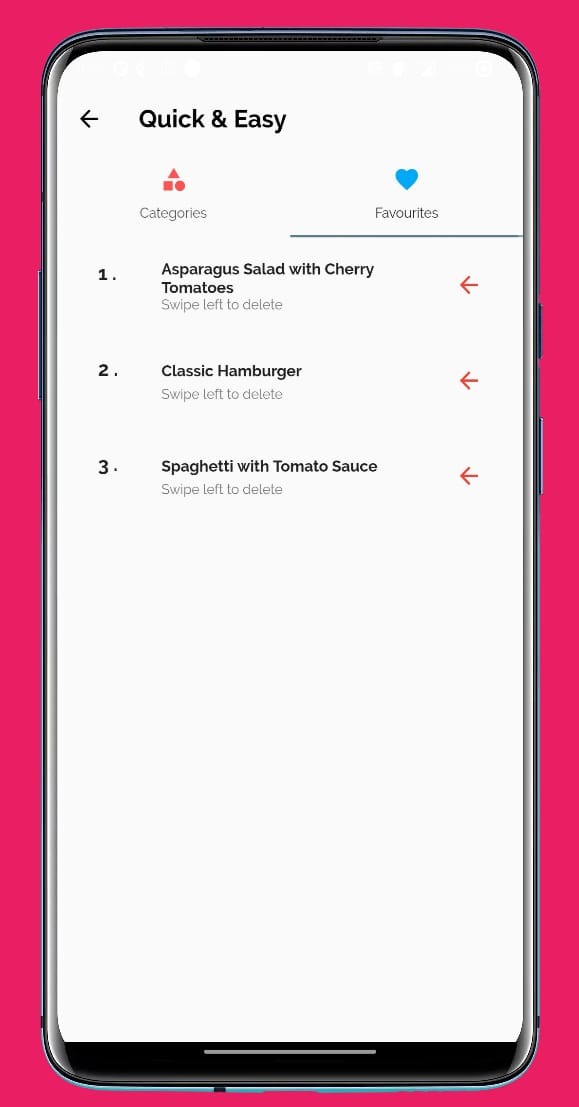 Quick & Easy
Categories
Favourites
1.
Asparagus Salad with Cherry
Tomatoes
Swipe left to delete
2.
Classic Hamburger
Swipe left to delete
3.
Spaghetti with Tomato Sauce
Swipe left to delete